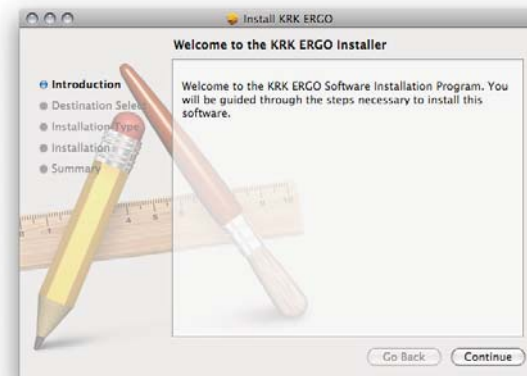 Install KRK ERGO
Welcome to the KRK ERGO Installer
Introduction
Destination Select
Installation Type
Installation
Summary
Welcome to the KRK ERGO Software Installation Program. You
will be guided through the steps necessary to install this
software.
Go Back
Continue